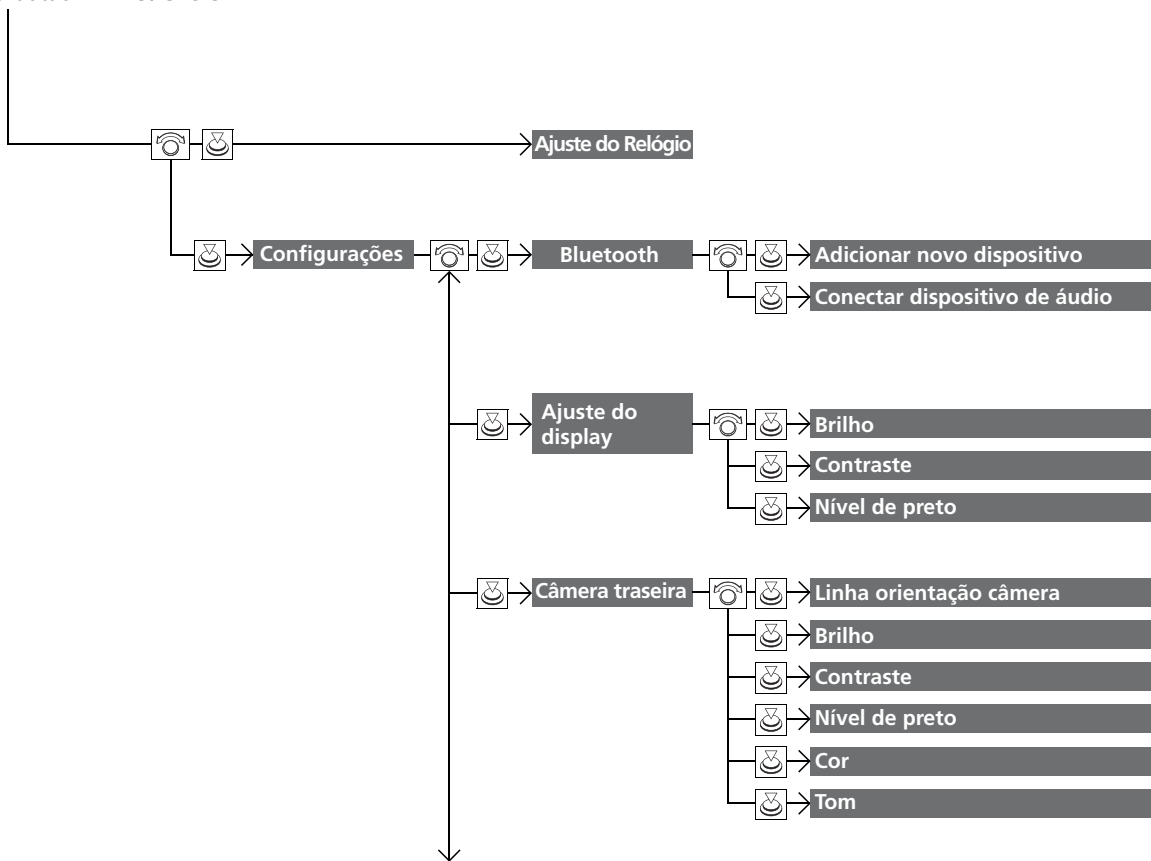 Ajuste do Relógio
Configurações
Bluetooth
Adicionar novo dispositivo
Conectar dispositivo de áudio
Ajuste do
display
Brilho
Contraste
Nível de preto
Câmera traseira
Linha orientação câmera
Brilho
Contraste
Nível de preto
Cor
Tom